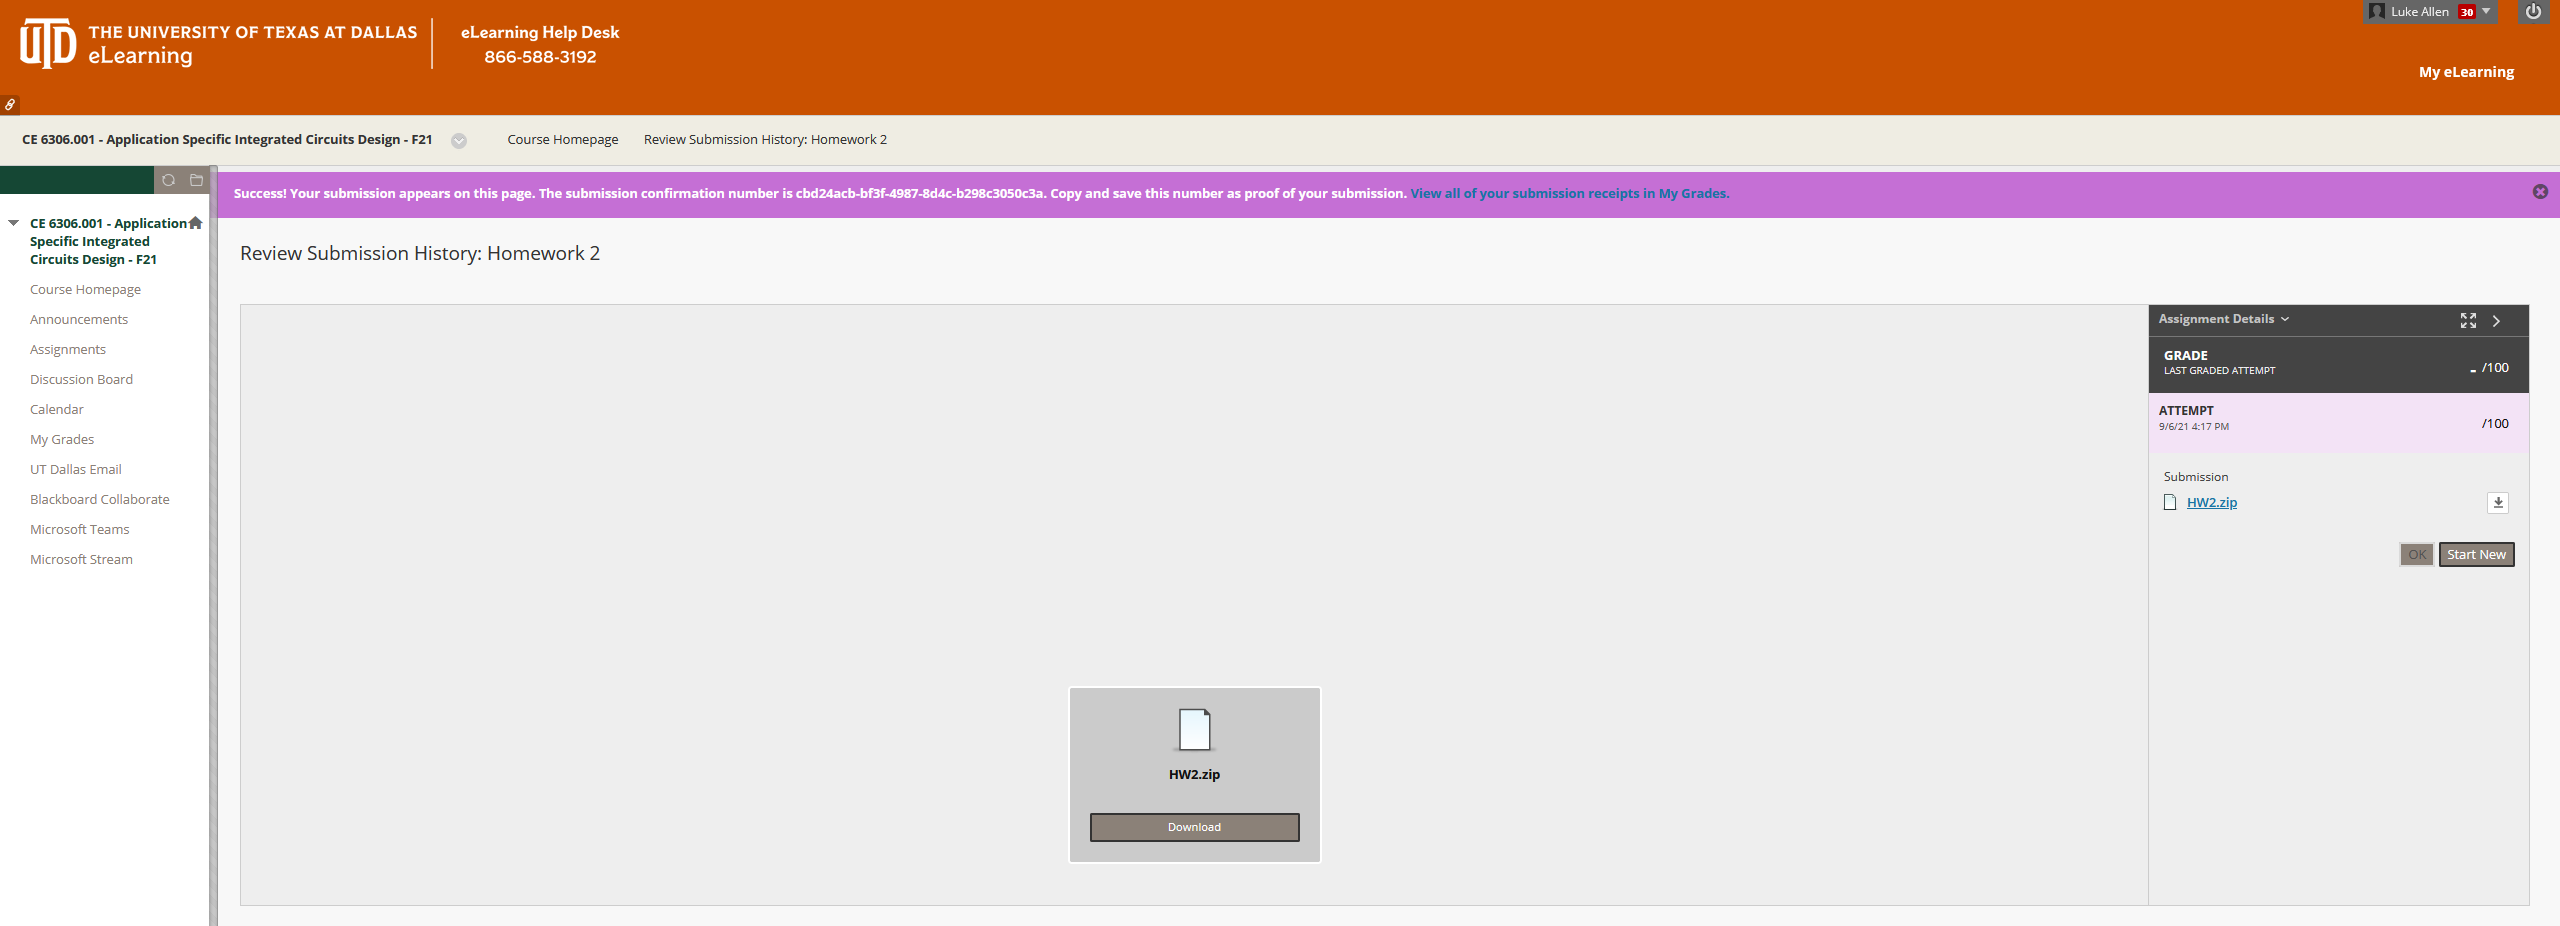 UTD THE UNIVERSITY OF TEXAS AT DALLAS
eLearning
eLearning Help Desk
866-588-3192
Luke Allen 30
My eLearning
CE 6306.001 - Application Specific Integrated Circuits Design - F21 Course Homepage Review Submission History: Homework 2
Success! Your submission appears on this page. The submission confirmation number is cbd24acb-bf3f-4987-8d4c-b298c3050c3a. Copy and save this number as proof of your submission. View all of your submission receipts in My Grades.
CE 6306.001 - Application
Specific Integrated
Circuits Design - F21
Course Homepage
Announcements
Assignments
Discussion Board
Calendar
My Grades
UT Dallas Email
Blackboard Collaborate
Microsoft Teams
Microsoft Stream
Review Submission History: Homework 2
HW2.zip
Download
Assignment Details
GRADE
LAST GRADED ATTEMPT
- /100
ATTEMPT
9/6/21 4:17 PM
/100
Submission
HW2.zip
OK Start New